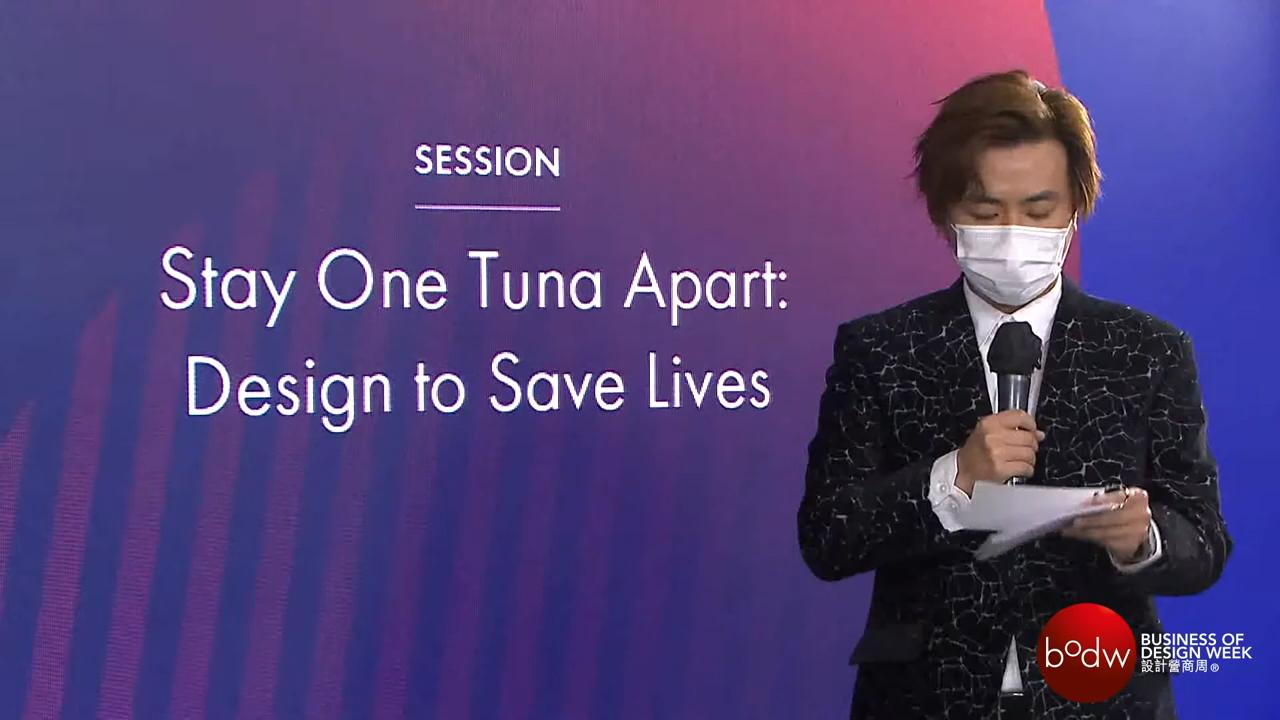 SESSION
Stay One Tuna Apart:
Design to Save Lives
bodw
BUSINESS OF
DESIGN WEEK
設計營商周®